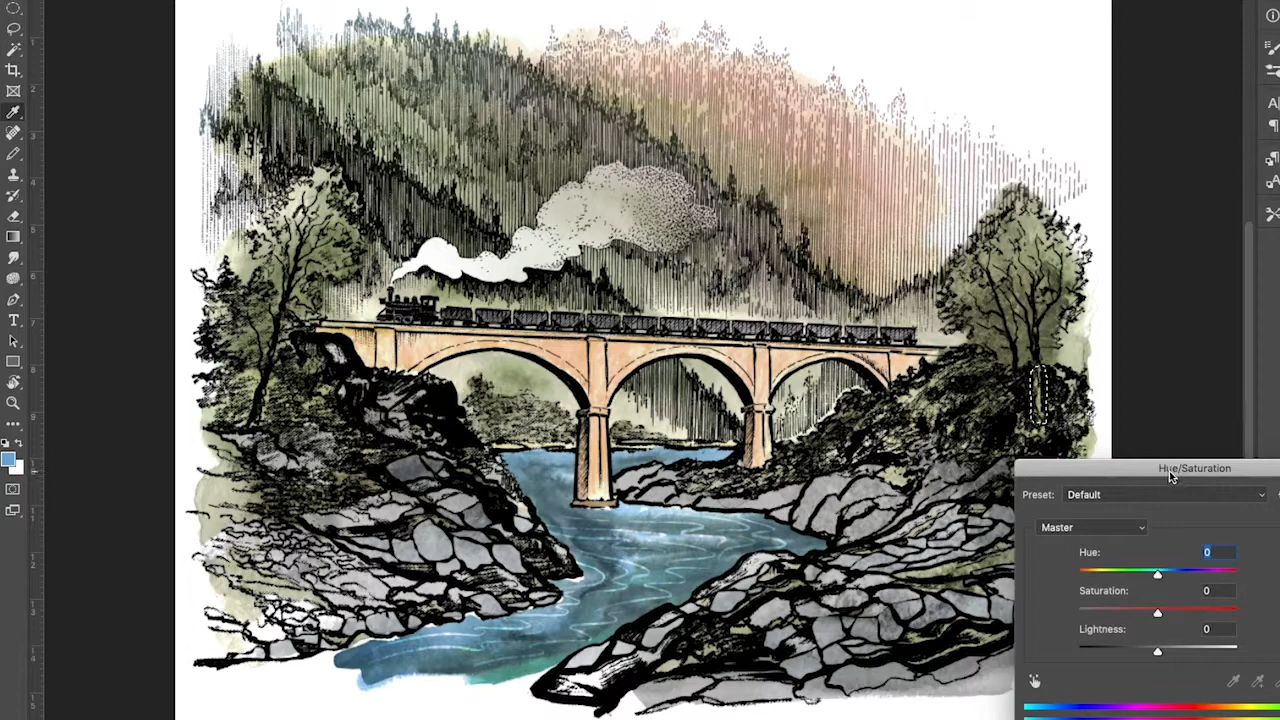 Hue/Saturation
Preset: Default
Master
Hue: 0
Saturation: 0
Lightness: 0